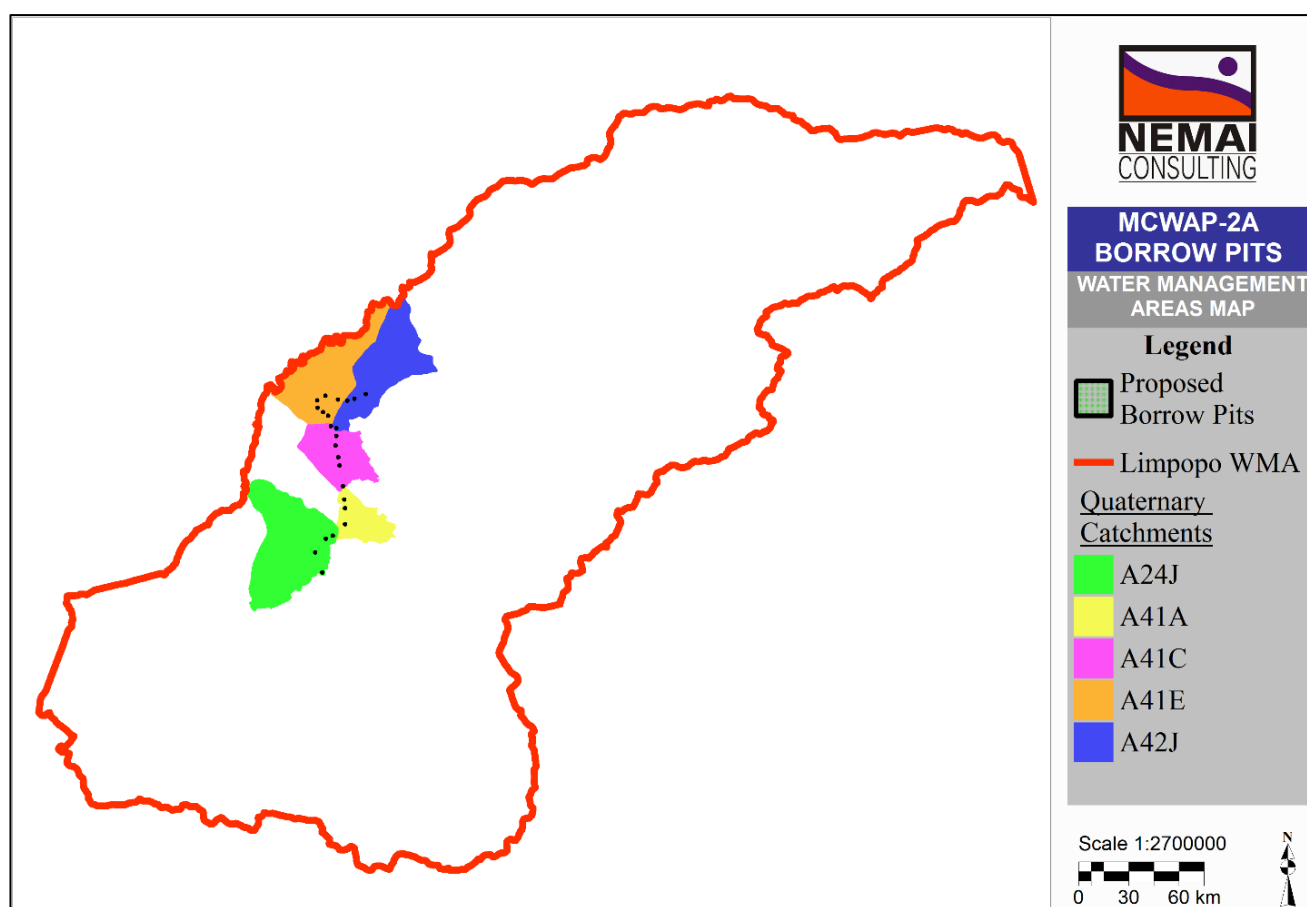 NEMAI
CONSULTING
MCWAP-2A
BORROW PITS
WATER MANAGEMENT
AREAS MAP
Legend
Proposed
Borrow Pits
Limpopo WMA
Quaternary
Catchments
A24J
A41A
A41C
A41E
A42J
Scale 1:2700000
N
0 30 60 km